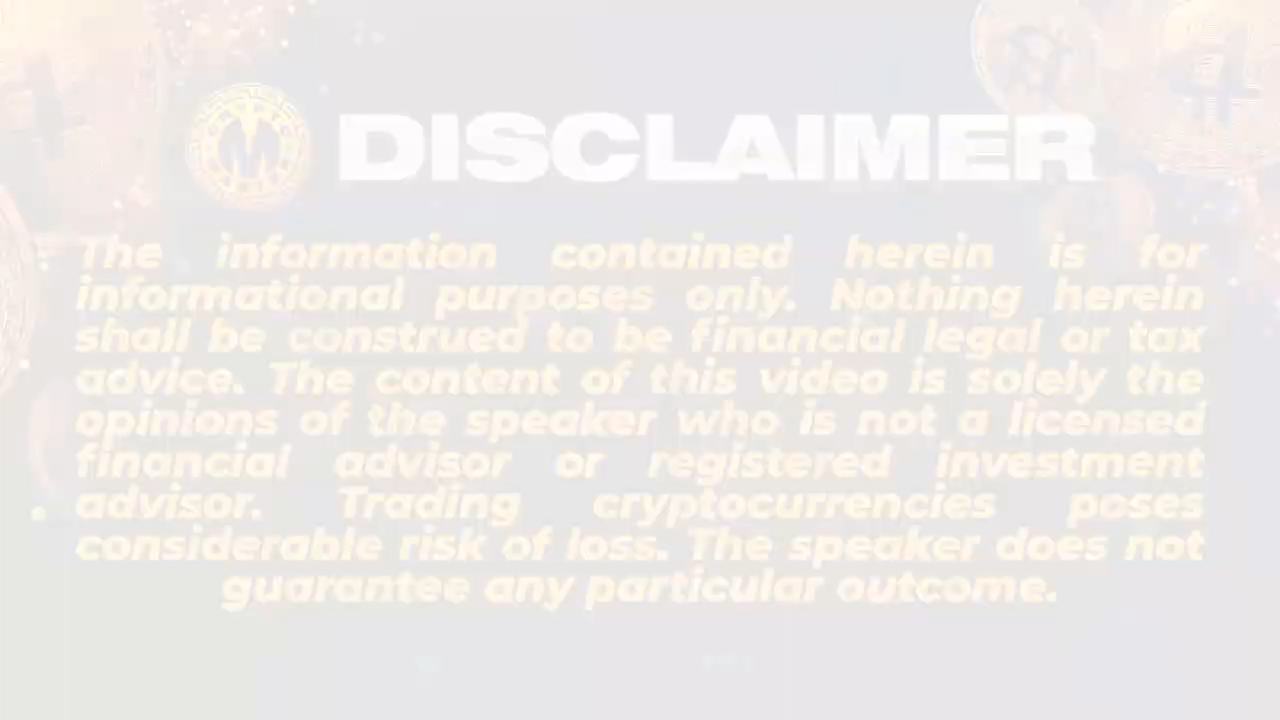 DISCLAIMER
The information contained herein is for
informational purposes only. Nothing herein
shall be construed to be financial legal or tax
advice. The content of this video is solely the
opinions of the speaker who is not a licensed
financial advisor or registered investment
advisor. Trading cryptocurrencies poses
considerable risk of loss. The speaker does not
guarantee any particular outcome.